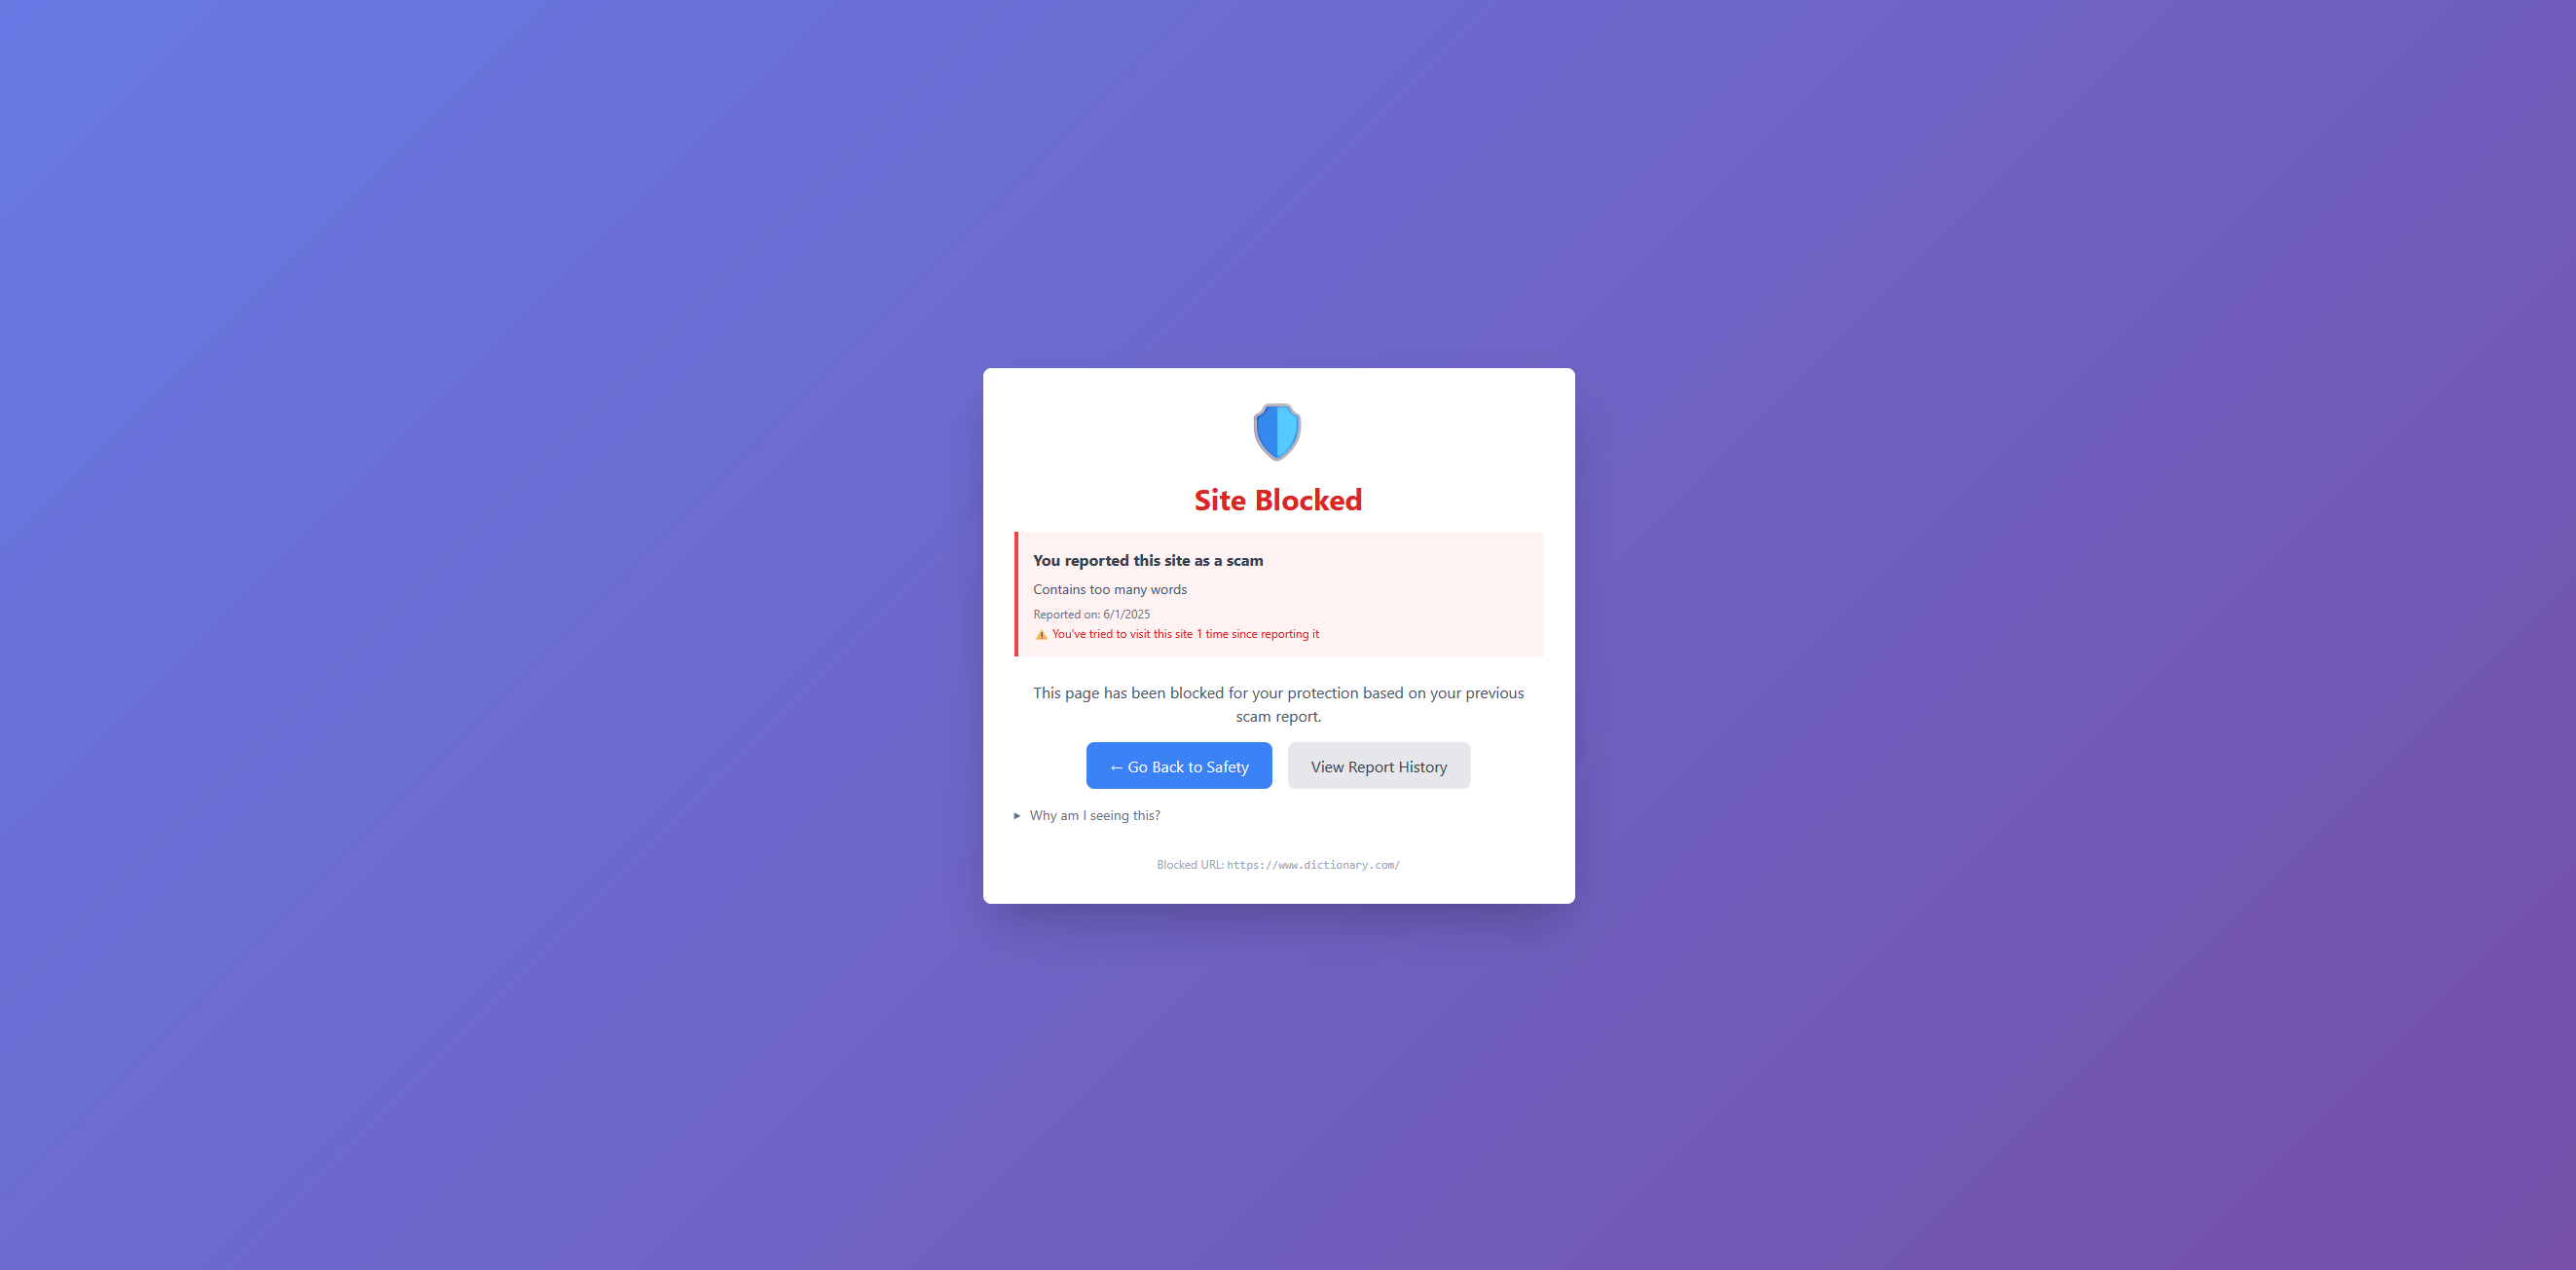 Site Blocked
You reported this site as a scam
Contains too many words
Reported on: 6/1/2025
⚠️ You've tried to visit this site 1 time since reporting it
This page has been blocked for your protection based on your previous
scam report.
← Go Back to Safety
View Report History
▸ Why am I seeing this?
Blocked URL: https://www.dictionary.com/